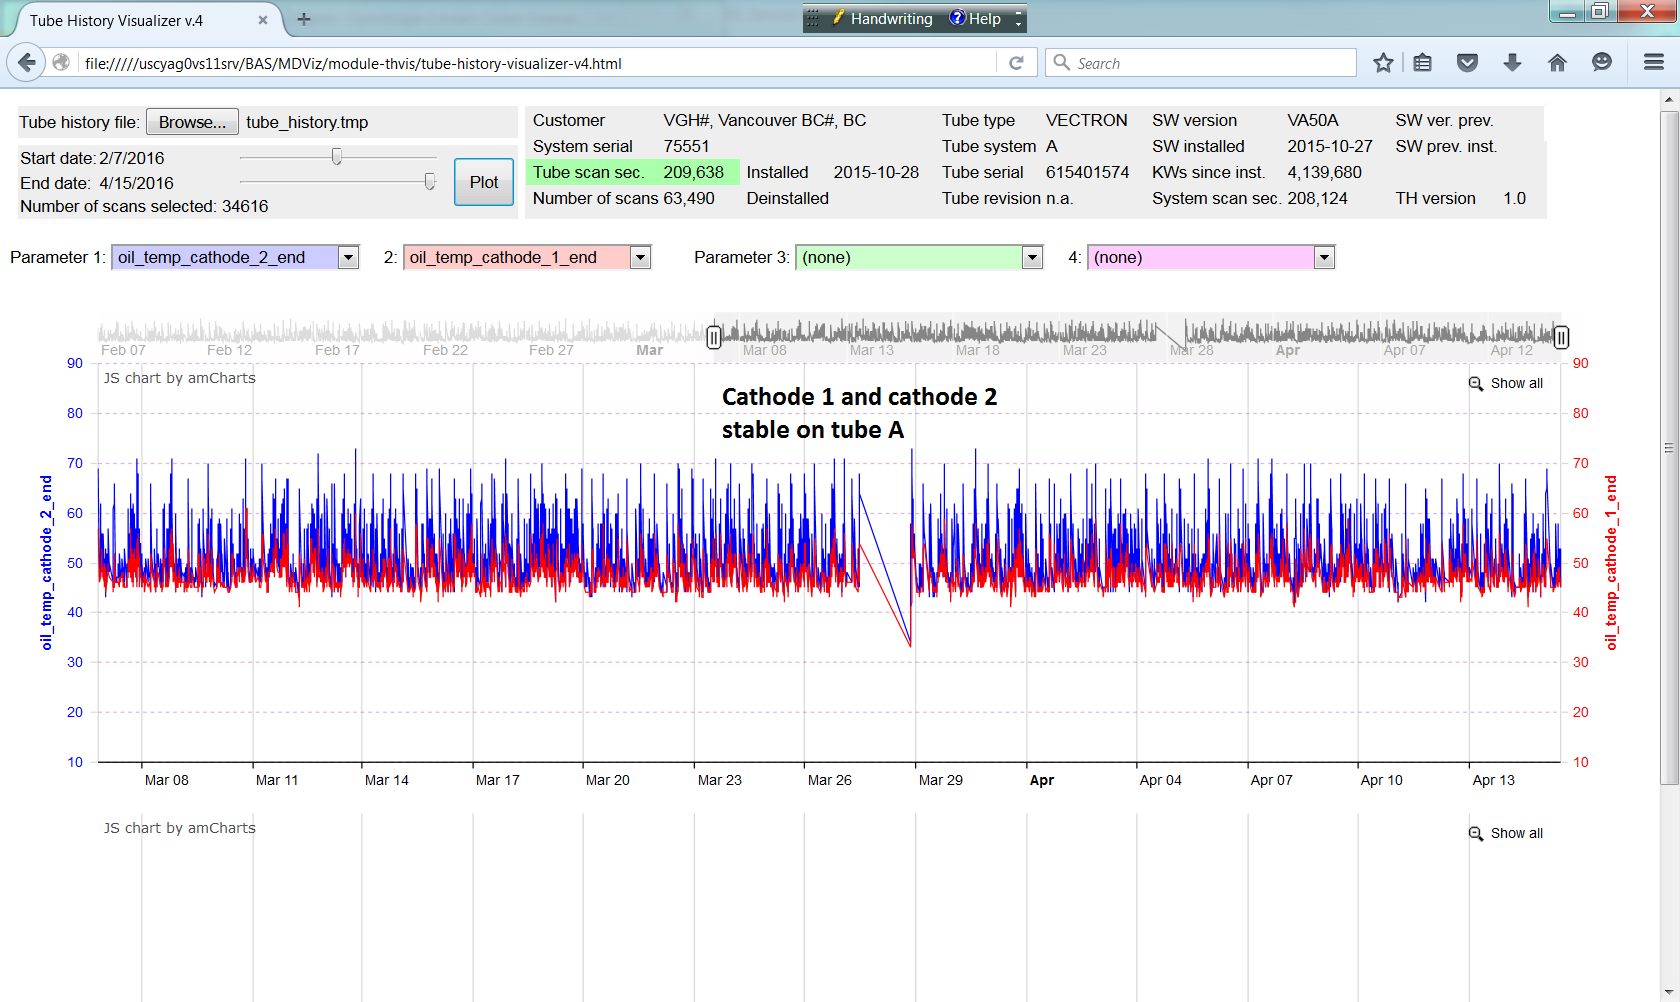 Tube History Visualizer v.4
Handwriting Help
file://///uscyag0vs11srv/BAS/MDViz/module-thvis/tube-history-visualizer-v4.html
Search
Tube history file: Browse... tube_history.tmp
Start date: 2/7/2016
End date: 4/15/2016
Plot
Number of scans selected: 34616
Customer VGH#, Vancouver BC#, BC Tube type VECTRON SW version VA50A SW ver. prev.
System serial 75551 Tube system A SW installed 2015-10-27 SW prev. inst.
Tube scan sec. 209,638 Installed 2015-10-28 Tube serial 615401574 KWs since inst. 4,139,680
Number of scans 63,490 Deinstalled Tube revision n.a. System scan sec. 208,124 TH version 1.0
Parameter 1: oil_temp_cathode_2_end 2: oil_temp_cathode_1_end Parameter 3: (none) 4: (none)
Feb 07 Feb 12 Feb 17 Feb 22 Feb 27 Mar Mar 08 Mar 13 Mar 18 Mar 23 Mar 28 Apr Apr 07 Apr 12
JS chart by amCharts
Show all
Cathode 1 and cathode 2
stable on tube A
90
80
70
60
50
40
30
20
10
oil_temp_cathode_2_end
90
80
70
60
50
40
30
20
10
oil_temp_cathode_1_end
Mar 08 Mar 11 Mar 14 Mar 17 Mar 20 Mar 23 Mar 26 Mar 29 Apr Apr 04 Apr 07 Apr 10 Apr 13
JS chart by amCharts
Show all